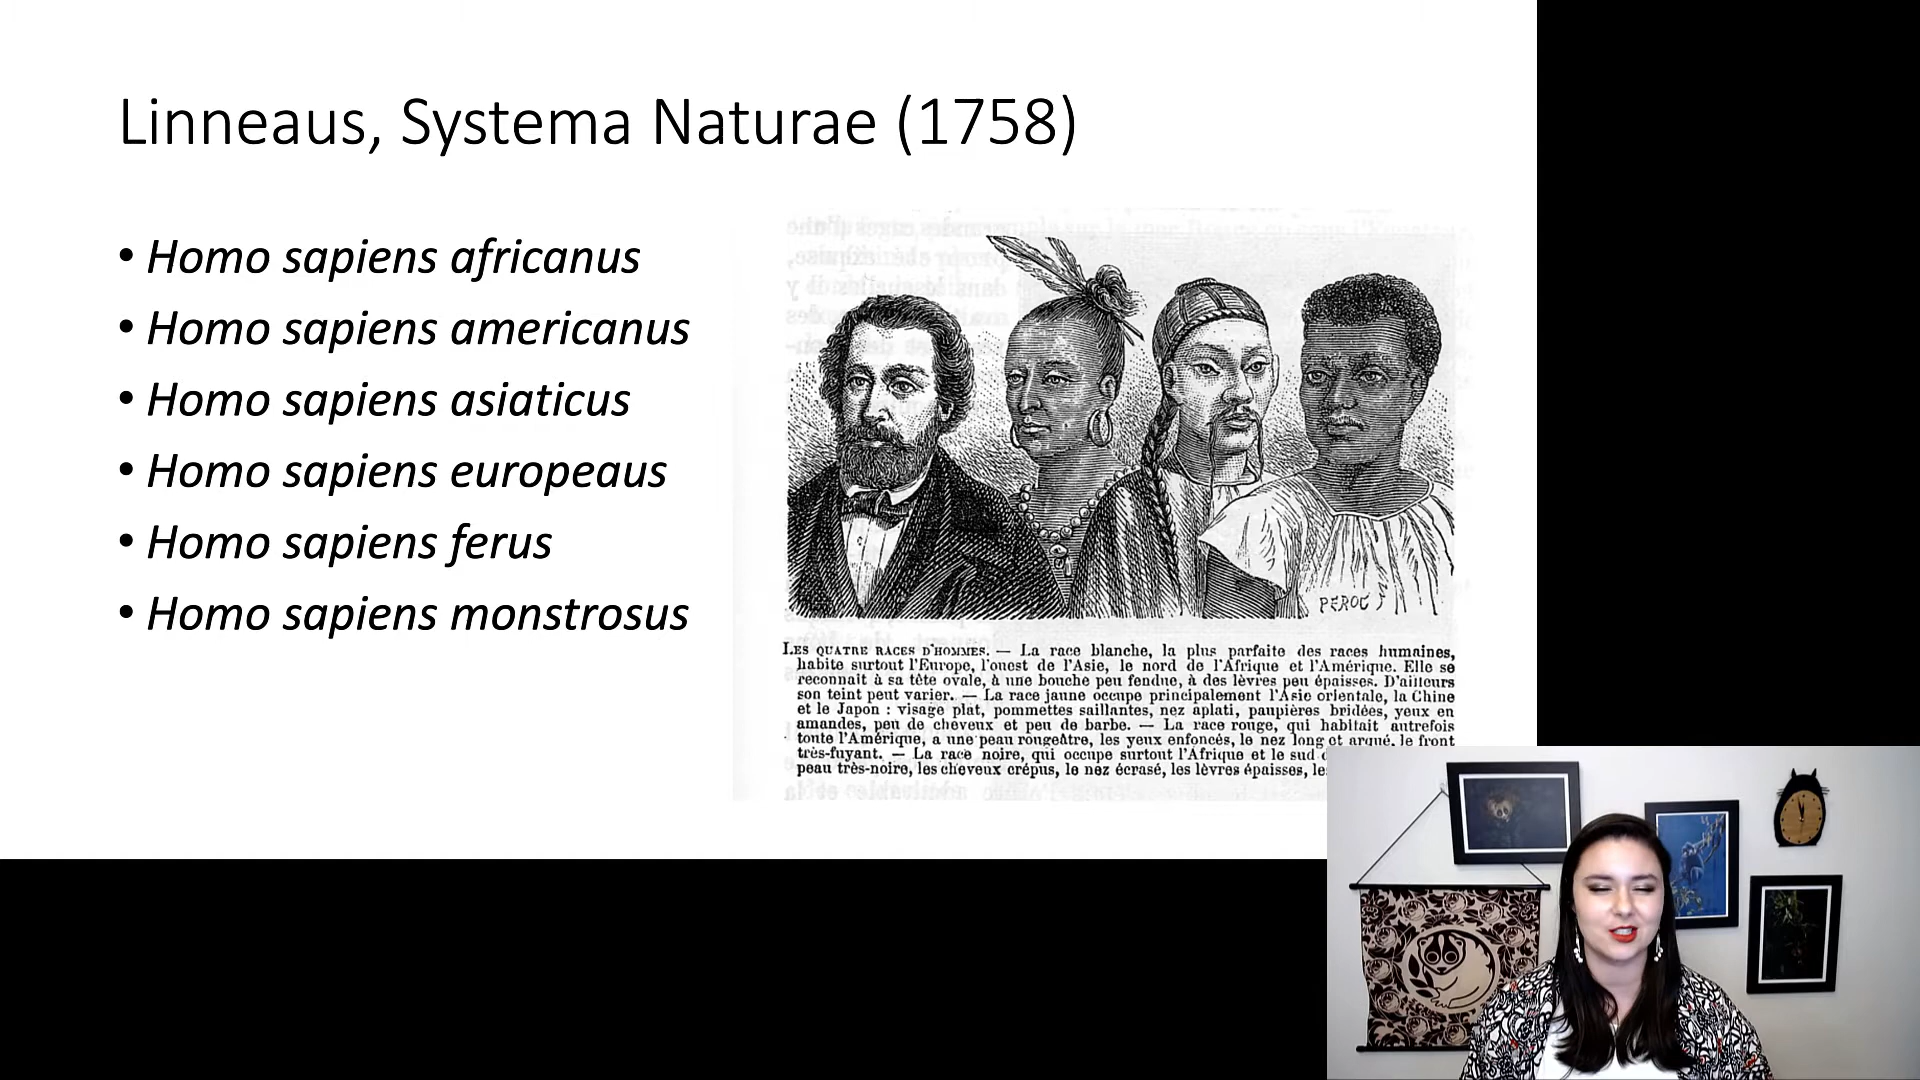 Linneaus, Systema Naturae (1758)
• Homo sapiens africanus
• Homo sapiens americanus
• Homo sapiens asiaticus
• Homo sapiens europeaus
• Homo sapiens ferus
• Homo sapiens monstrosus
PEROT
LES QUATRE RACES D'HOMMES. — La race blanche, la plus parfaite des races humaines,
habite surtout l'Europe, l'ouest de l'Asie, le nord de l'Afrique et l'Amérique. Elle se
reconnait à sa tête ovale, à une bouche peu fendue, à des lèvres peu épaisses. D'ailleurs
son teint peut varier. — La race jaune occupe principalement l'Asie orientale, la Chine
et le Japon : visage plat, pommettes saillantes, nez aplati, paupières bridées, yeux en
amandes, peu de cheveux et peu de barbe. — La race rouge, qui habitait autrefois
toute l'Amérique, a une peau rougeâtre, les yeux enfoncés, le nez long et arqué, le front
très-fuyant. — La race noire, qui occupe surtout l'Afrique et le sud
peau très-noire, les cheveux crépus, le nez écrasé, les lèvres épaisses,